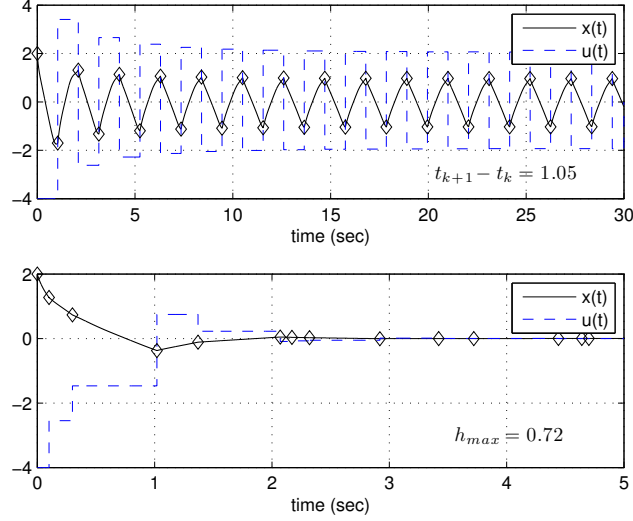 4
2
0
−2
−4
x(t)
u(t)
t_{k+1} − t_k = 1.05
0 5 10 15 20 25 30
time (sec)
2
0
−2
−4
x(t)
u(t)
h_{max} = 0.72
0 1 2 3 4 5
time (sec)